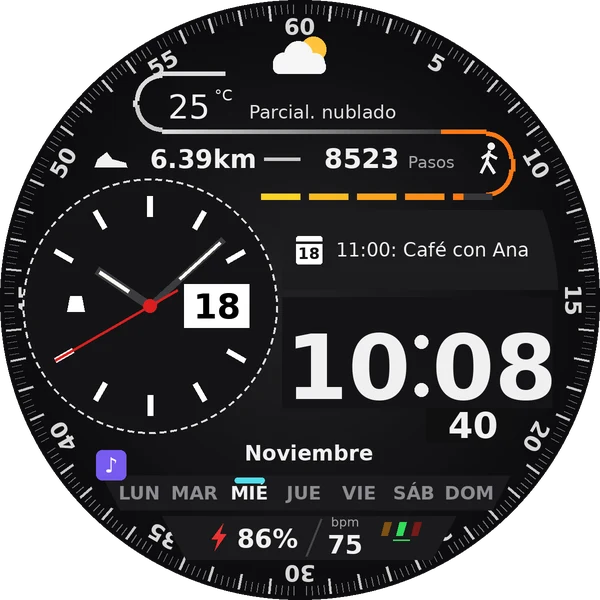 60
55
5
25 °C Parcial. nublado
50
6.39km
8523 Pasos
10
18 11:00: Café con Ana
45
18
15
10:08
40
40
20
Noviembre
LUN MAR MIÉ JUE VIE SÁB DOM
35
86%
bpm
75
30